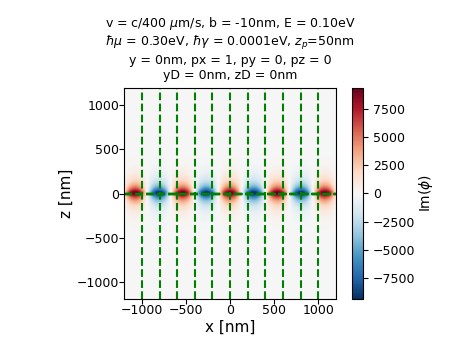 v = c/400 μm/s, b = -10nm, E = 0.10eV
ħμ = 0.30eV, ħγ = 0.0001eV, z_p=50nm
y = 0nm, px = 1, py = 0, pz = 0
yD = 0nm, zD = 0nm
1000
500
0
−500
−1000
z [nm]
−1000 −500 0 500 1000
x [nm]
7500
5000
2500
0
−2500
−5000
−7500
Im(ϕ)